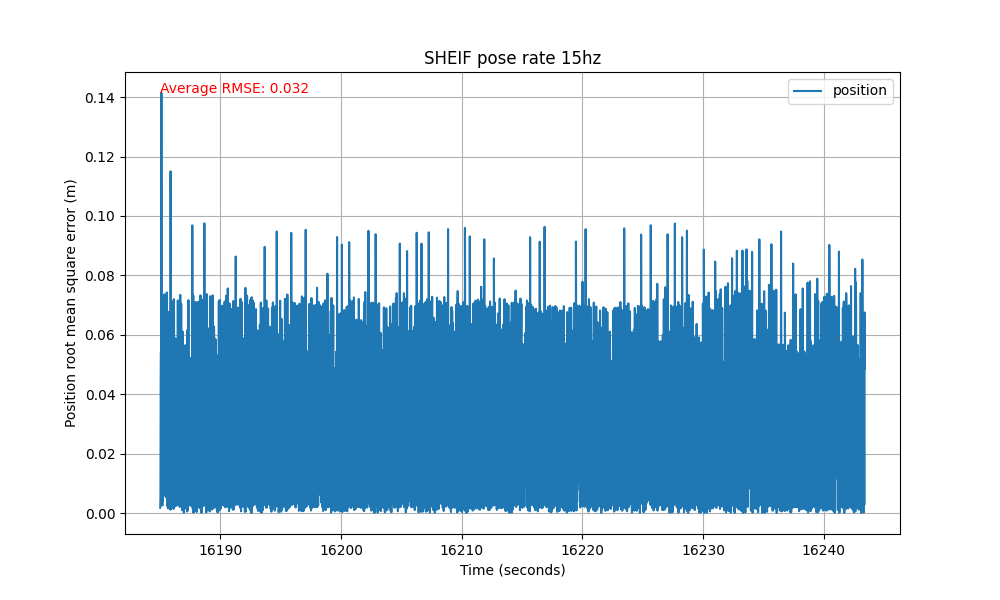 SHEIF pose rate 15hz
Average RMSE: 0.032
position
0.14
0.12
0.10
0.08
0.06
0.04
0.02
0.00
Position root mean square error (m)
16190 16200 16210 16220 16230 16240
Time (seconds)